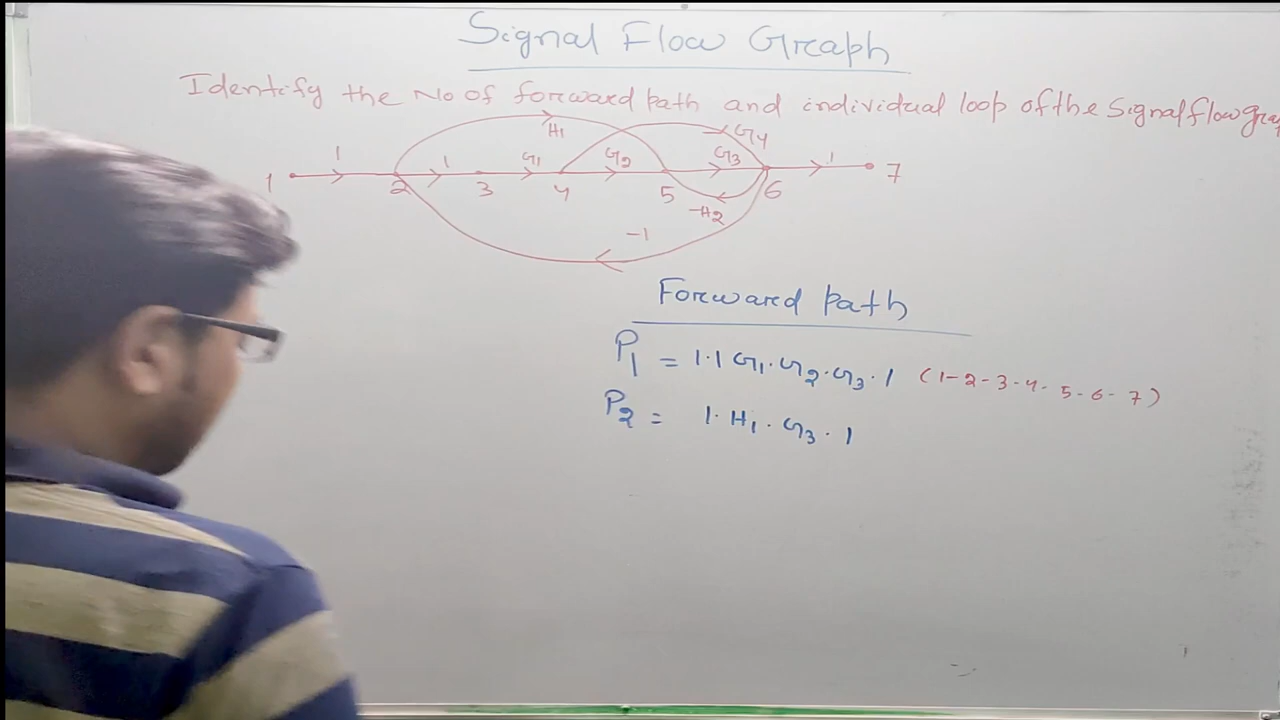 Signal Flow Graph
Identify the No of forward path and individual loop of the Signal flow gra
H1 G4
1 1 G1 G2 G3 1
1 2 3 4 5 6 7
-H2
-1
Forward path
P1 = 1.1 G1.G2.G3.1 (1-2-3-4-5-6-7)
P2 = 1.H1.G3.1